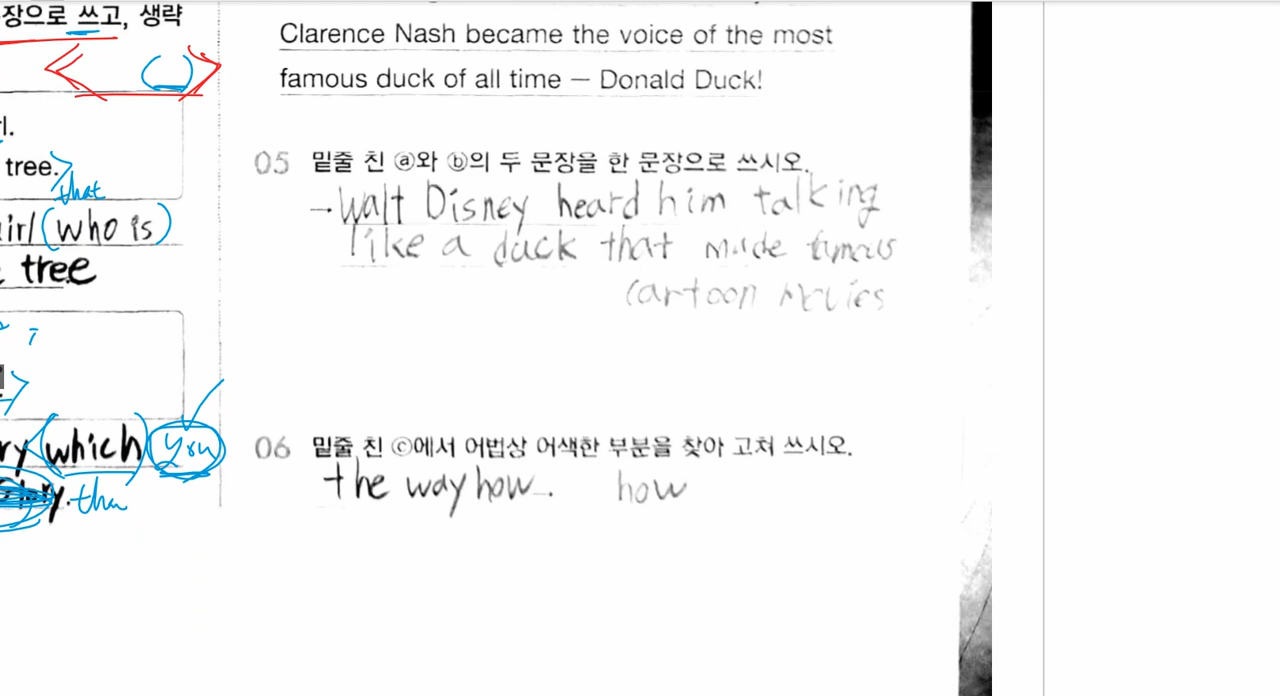 장으로 쓰고, 생략
l.
tree.
that
irl (who is)
tree
ry (which) you
y. tha
Clarence Nash became the voice of the most
famous duck of all time — Donald Duck!
05 밑줄 친 ⓐ와 ⓑ의 두 문장을 한 문장으로 쓰시오.
→ Walt Disney heard him talking
like a duck that made famous
cartoon movies
06 밑줄 친 ⓒ에서 어법상 어색한 부분을 찾아 고쳐 쓰시오.
the way how. how